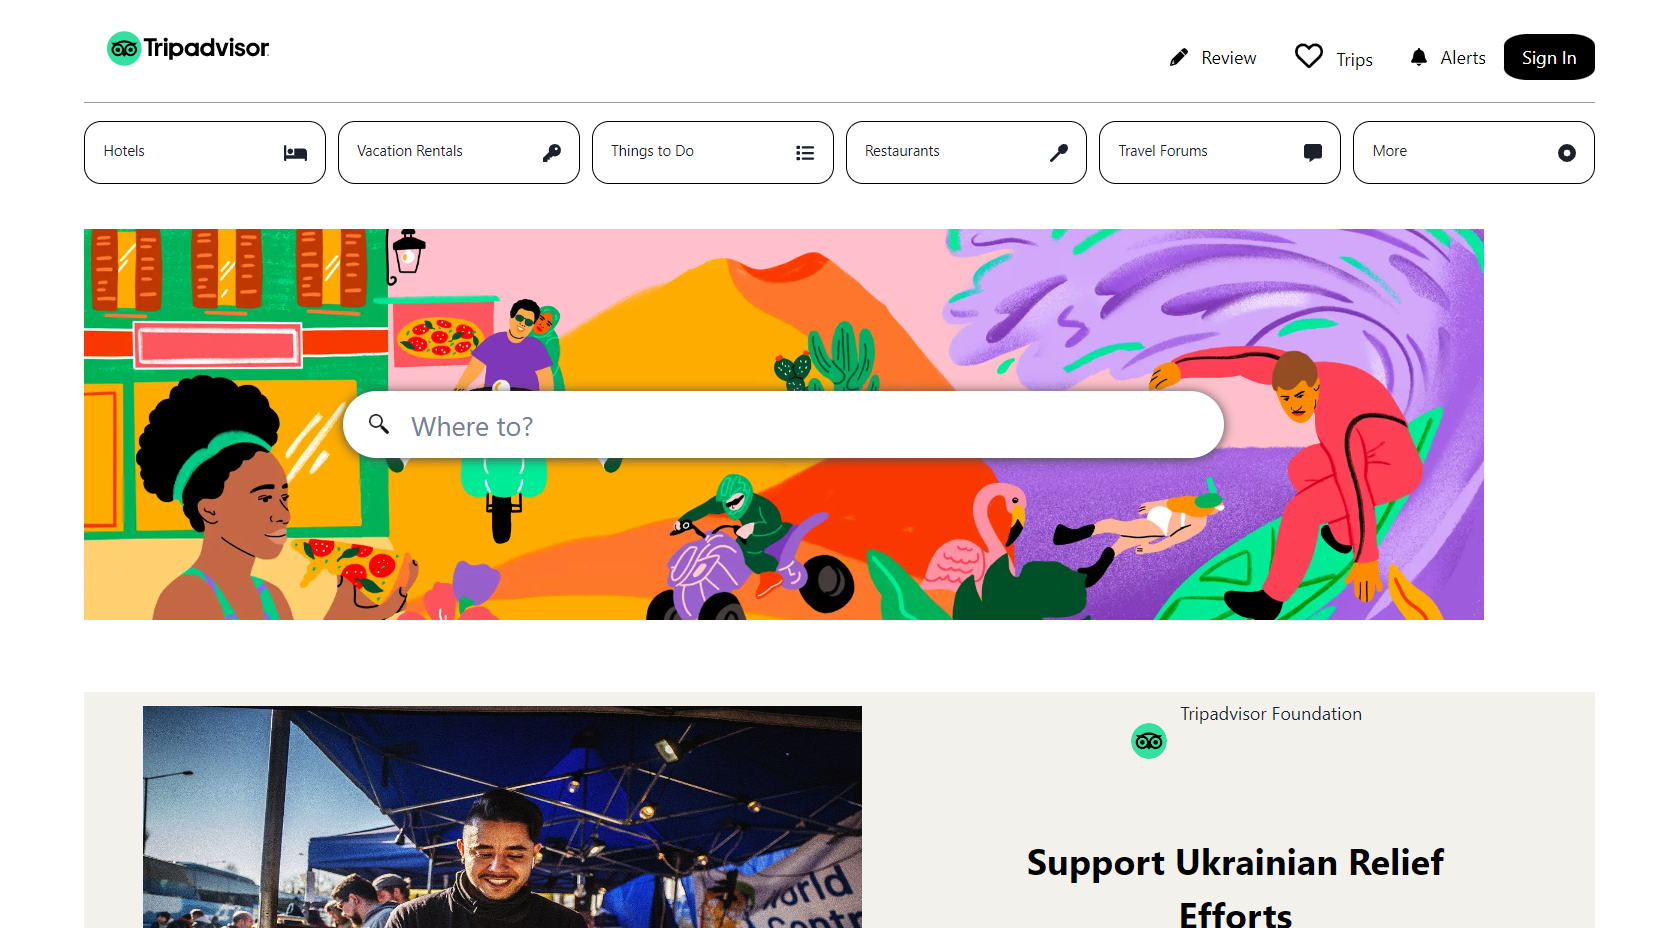 Tripadvisor
Review
Trips
Alerts
Sign In
Hotels
Vacation Rentals
Things to Do
Restaurants
Travel Forums
More
Where to?
Tripadvisor Foundation
Support Ukrainian Relief
Efforts
World